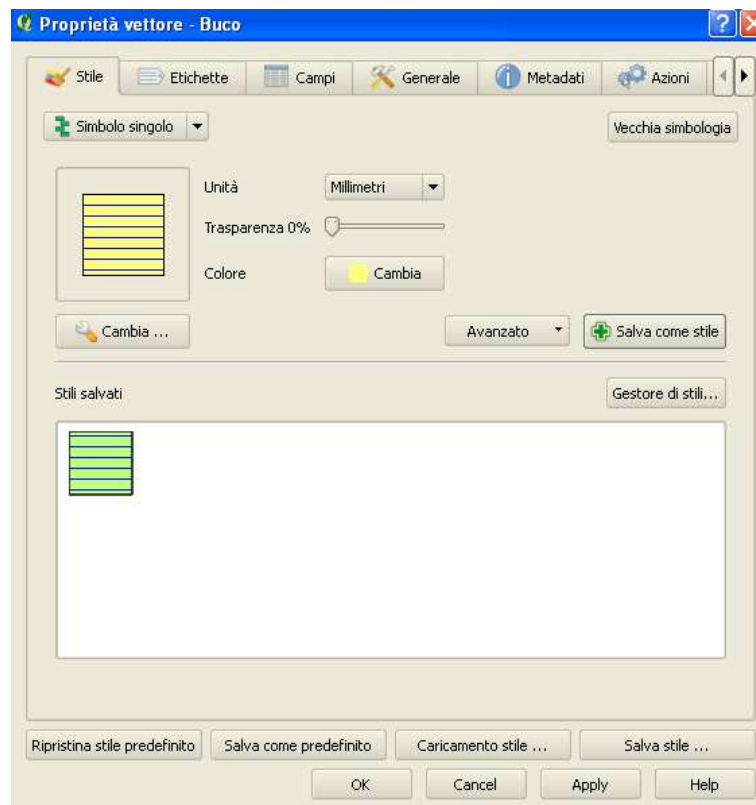 Proprietà vettore - Buco
Stile Etichette Campi Generale Metadati Azioni
Simbolo singolo Vecchia simbologia
Unità Millimetri
Trasparenza 0%
Colore Cambia
Cambia ... Avanzato Salva come stile
Stili salvati Gestore di stili...
Ripristina stile predefinito Salva come predefinito Caricamento stile ... Salva stile ...
OK Cancel Apply Help